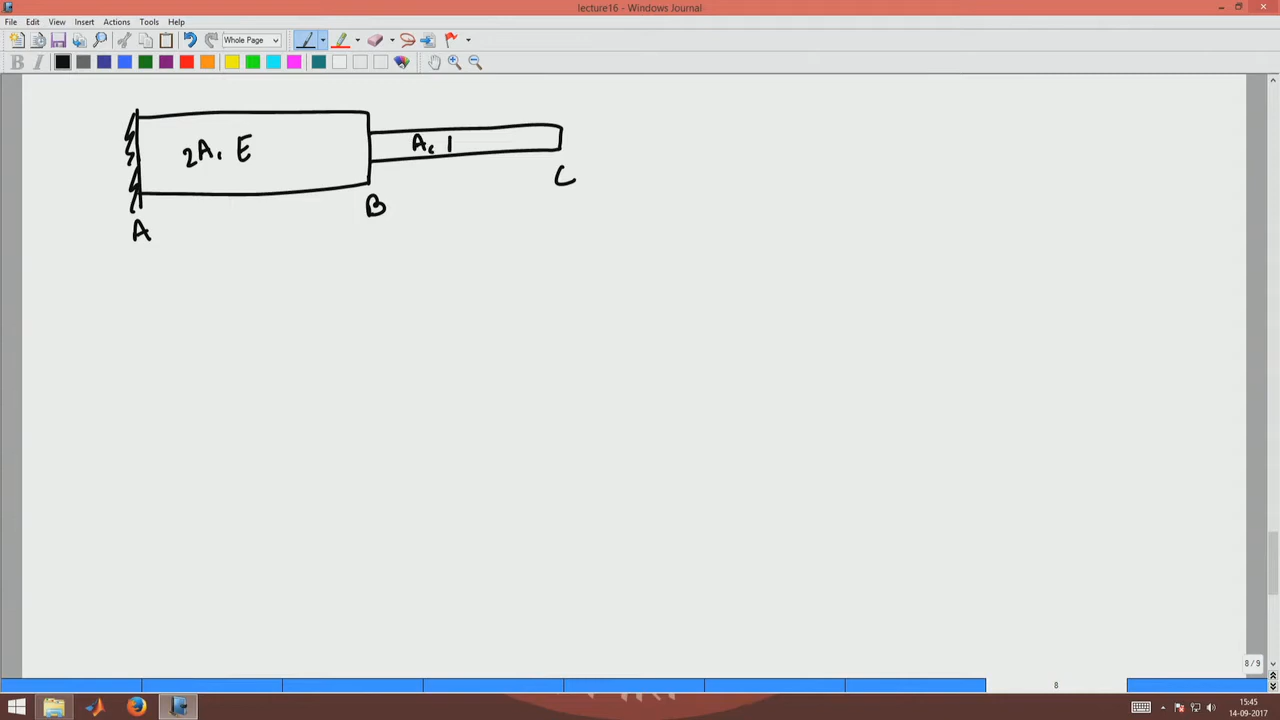 lecture16 - Windows Journal
File Edit View Insert Actions Tools Help
Whole Page
2A, E
A, I
B
C
A
8/9
8
15:45
14-09-2017